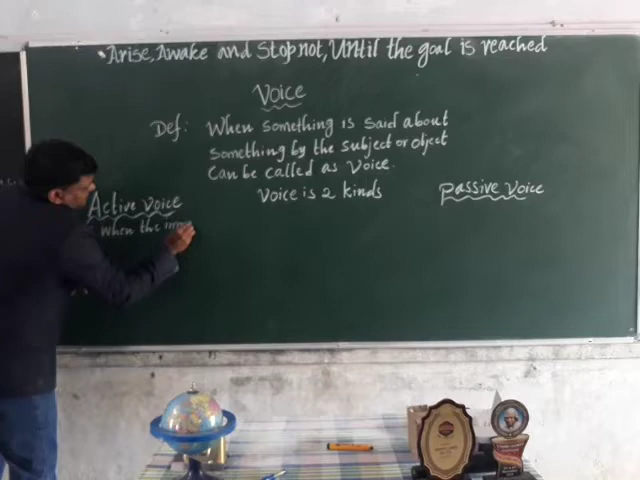 Arise, Awake and Stop not, Until the goal is reached
Voice
Def: When something is said about
something by the subject or object
can be called as voice.
Voice is 2 kinds
Active voice
Passive voice
When the